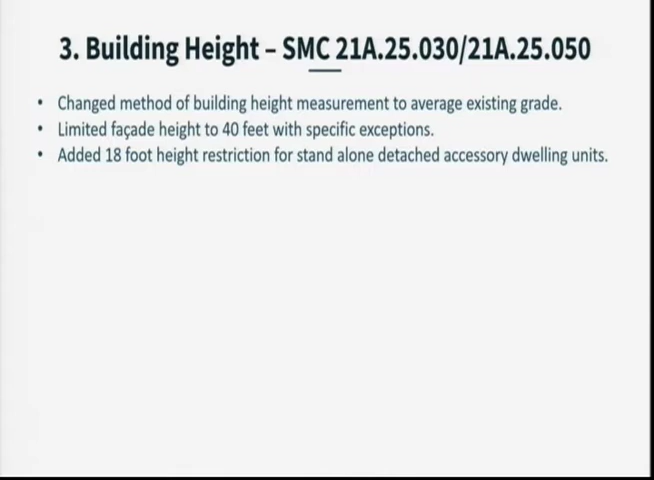 3. Building Height – SMC 21A.25.030/21A.25.050
• Changed method of building height measurement to average existing grade.
• Limited façade height to 40 feet with specific exceptions.
• Added 18 foot height restriction for stand alone detached accessory dwelling units.